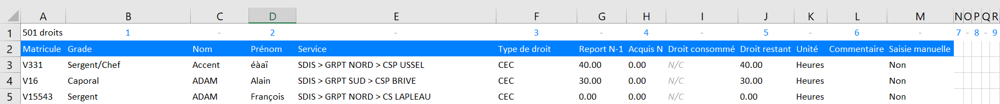 A B C D E F G H I J K L M N O P Q R
1 501 droits 1 - 2 - 3 - 4 - 5 - 6 - 7 - 8 - 9
2 Matricule Grade Nom Prénom Service Type de droit Report N-1 Acquis N Droit consommé Droit restant Unité Commentaire Saisie manuelle
3 V331 Sergent/Chef Accent éàaï SDIS > GRPT NORD > CSP USSEL CEC 40.00 0.00 N/C 40.00 Heures Non
4 V16 Caporal ADAM Alain SDIS > GRPT SUD > CSP BRIVE CEC 30.00 0.00 N/C 30.00 Heures Non
5 V15543 Sergent ADAM François SDIS > GRPT NORD > CS LAPLEAU CEC 0.00 0.00 N/C 0.00 Heures Non